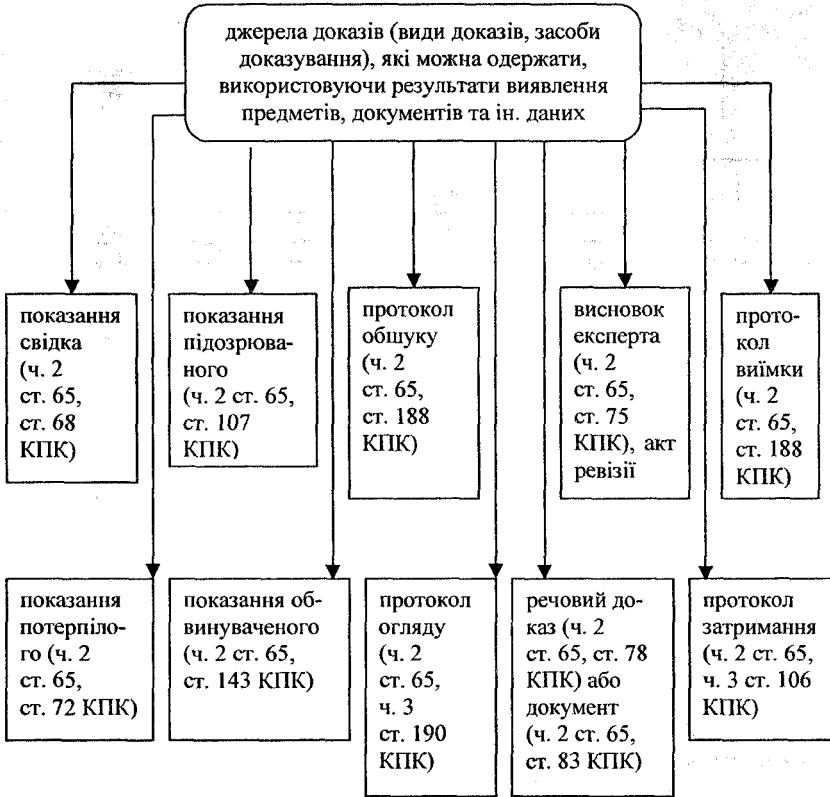 джерела доказів (види доказів, засоби
доказування), які можна одержати,
використовуючи результати виявлення
предметів, документів та ін. даних
показання
свідка
(ч. 2
ст. 65,
ст. 68
КПК)
показання
підозрюва-
ного
(ч. 2 ст. 65,
ст. 107
КПК)
протокол
обшуку
(ч. 2
ст. 65,
ст. 188
КПК)
висновок
експерта
(ч. 2
ст. 65,
ст. 75
КПК), акт
ревізії
прото-
кол
виїмки
(ч. 2
ст. 65,
ст. 188
КПК)
показання
потерпіло-
го (ч. 2
ст. 65,
ст. 72 КПК)
показання об-
винуваченого
(ч. 2 ст. 65,
ст. 143 КПК)
протокол
огляду
(ч. 2
ст. 65,
ч. 3
ст. 190
КПК)
речовий до-
каз (ч. 2
ст. 65, ст. 78
КПК) або
документ
(ч. 2 ст. 65,
ст. 83 КПК)
протокол
затримання
(ч. 2 ст. 65,
ч. 3 ст. 106
КПК)